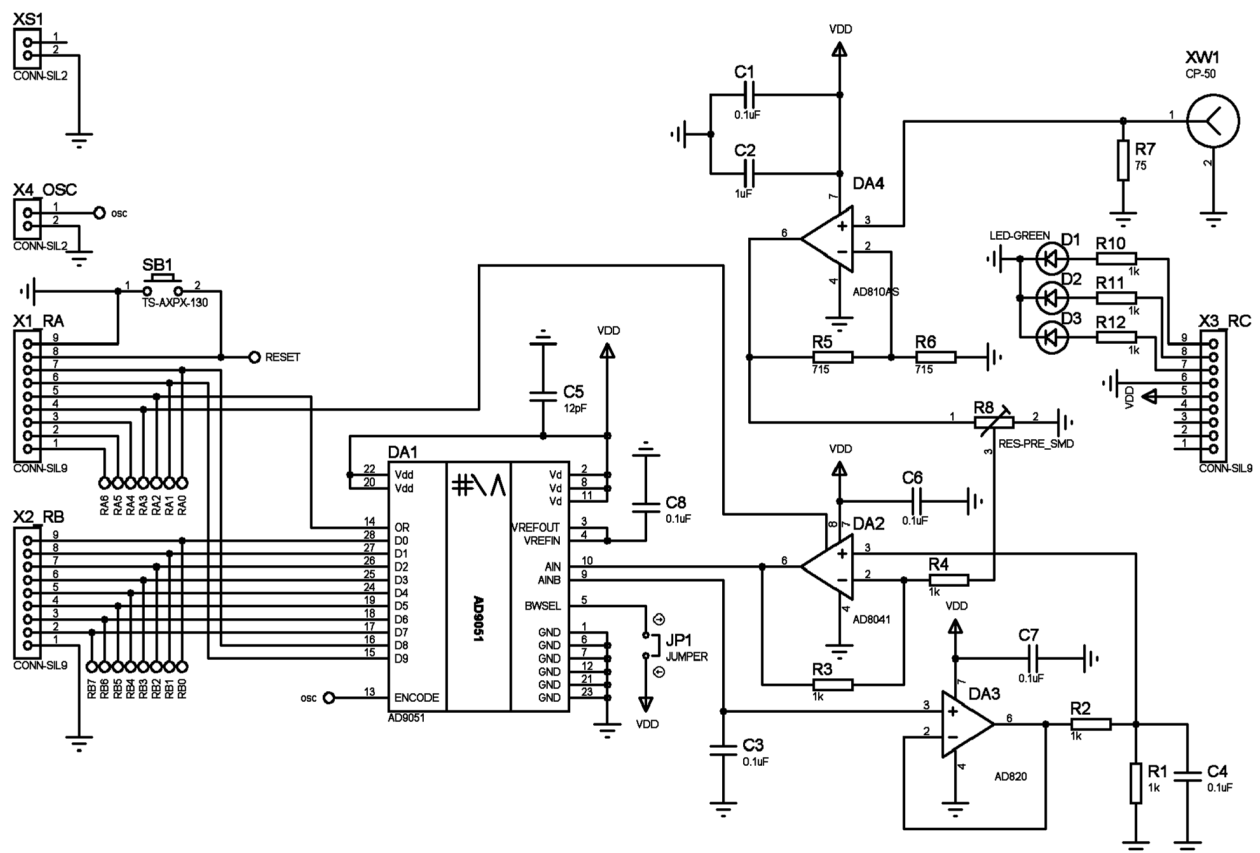 XS1
1
2
CONN-SIL2
X4_OSC
1
2
osc
CONN-SIL2
SB1
1
2
TS-AXPX-130
X1_RA
9
8
7
6
5
4
3
2
1
RESET
CONN-SIL9
RA6
RA5
RA4
RA3
RA2
RA1
RA0
X2_RB
9
8
7
6
5
4
3
2
1
CONN-SIL9
RB7
RB6
RB5
RB4
RB3
RB2
RB1
RB0
osc
VDD
C5
12pF
DA1
22 Vdd
20 Vdd
14 OR
28 D0
27 D1
26 D2
25 D3
24 D4
19 D5
18 D6
17 D7
16 D8
15 D9
13 ENCODE
AD9051
AD9051
Vd 2
Vd 8
Vd 11
VREFOUT 3
VREFIN 4
AIN 10
AINB 9
BWSEL 5
GND 1
GND 6
GND 7
GND 12
GND 21
GND 23
C8
0.1uF
JP1
JUMPER
VDD
VDD
C1
0.1uF
C2
1uF
DA4
7
6
3
2
4
AD810AS
R5
715
R6
715
XW1
CP-50
1
2
R7
75
LED-GREEN
D1
R10
1k
D2
R11
1k
D3
R12
1k
X3_RC
9
8
7
6
5
4
3
2
1
VDD
CONN-SIL9
1
R8
2
3
RES-PRE_SMD
VDD
C6
0.1uF
DA2
8
7
6
3
2
4
AD8041
R4
1k
R3
1k
VDD
C7
0.1uF
DA3
7
3
2
6
4
AD820
R2
1k
R1
1k
C4
0.1uF
C3
0.1uF